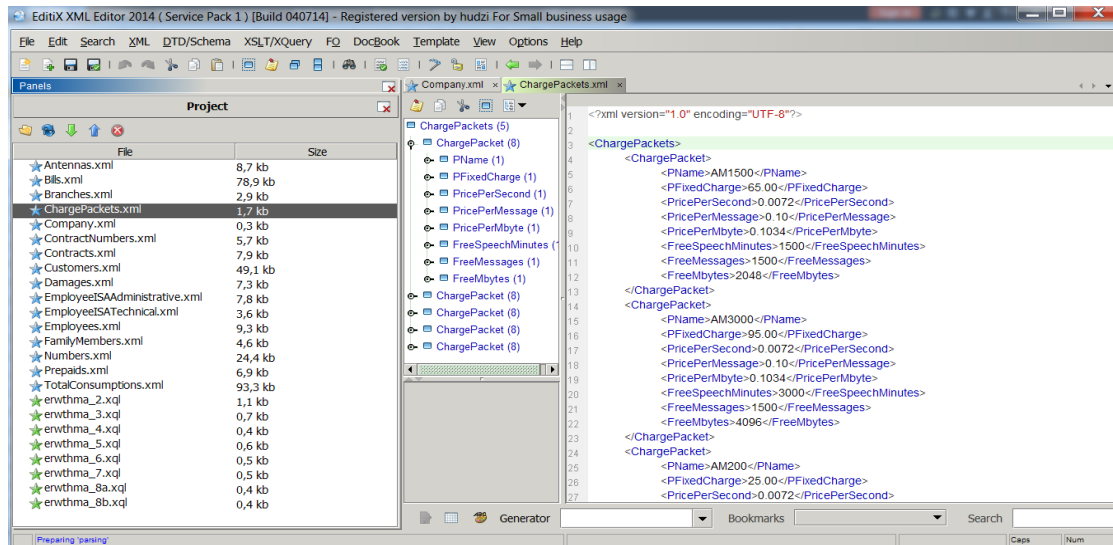 EditiX XML Editor 2014 ( Service Pack 1 ) [Build 040714] - Registered version by hudzi For Small business usage
File Edit Search XML DTD/Schema XSLT/XQuery FO DocBook Template View Options Help
Panels
Project
File Size
Antennas.xml 8,7 kb
Bills.xml 78,9 kb
Branches.xml 2,9 kb
ChargePackets.xml 1,7 kb
Company.xml 0,3 kb
ContractNumbers.xml 5,7 kb
Contracts.xml 7,9 kb
Customers.xml 49,1 kb
Damages.xml 7,3 kb
EmployeeISAAdministrative.xml 7,8 kb
EmployeeISATechnical.xml 3,6 kb
Employees.xml 9,3 kb
FamilyMembers.xml 4,6 kb
Numbers.xml 24,4 kb
Prepaids.xml 6,9 kb
TotalConsumptions.xml 93,3 kb
erwthma_2.xql 1,1 kb
erwthma_3.xql 0,7 kb
erwthma_4.xql 0,4 kb
erwthma_5.xql 0,6 kb
erwthma_6.xql 0,5 kb
erwthma_7.xql 0,5 kb
erwthma_8a.xql 0,4 kb
erwthma_8b.xql 0,4 kb
Company.xml × ChargePackets.xml ×
ChargePackets (5)
ChargePacket (8)
PName (1)
PFixedCharge (1)
PricePerSecond (1)
PricePerMessage (1)
PricePerMbyte (1)
FreeSpeechMinutes (1
FreeMessages (1)
FreeMbytes (1)
ChargePacket (8)
ChargePacket (8)
ChargePacket (8)
ChargePacket (8)
1 <?xml version="1.0" encoding="UTF-8"?>
2
3 <ChargePackets>
4 <ChargePacket>
5 <PName>AM1500</PName>
6 <PFixedCharge>65.00</PFixedCharge>
7 <PricePerSecond>0.0072</PricePerSecond>
8 <PricePerMessage>0.10</PricePerMessage>
9 <PricePerMbyte>0.1034</PricePerMbyte>
10 <FreeSpeechMinutes>1500</FreeSpeechMinutes>
11 <FreeMessages>1500</FreeMessages>
12 <FreeMbytes>2048</FreeMbytes>
13 </ChargePacket>
14 <ChargePacket>
15 <PName>AM3000</PName>
16 <PFixedCharge>95.00</PFixedCharge>
17 <PricePerSecond>0.0072</PricePerSecond>
18 <PricePerMessage>0.10</PricePerMessage>
19 <PricePerMbyte>0.1034</PricePerMbyte>
20 <FreeSpeechMinutes>3000</FreeSpeechMinutes>
21 <FreeMessages>1500</FreeMessages>
22 <FreeMbytes>4096</FreeMbytes>
23 </ChargePacket>
24 <ChargePacket>
25 <PName>AM200</PName>
26 <PFixedCharge>25.00</PFixedCharge>
27 <PricePerSecond>0.0072</PricePerSecond>
Generator Bookmarks Search
Preparing 'parsing' Caps Num